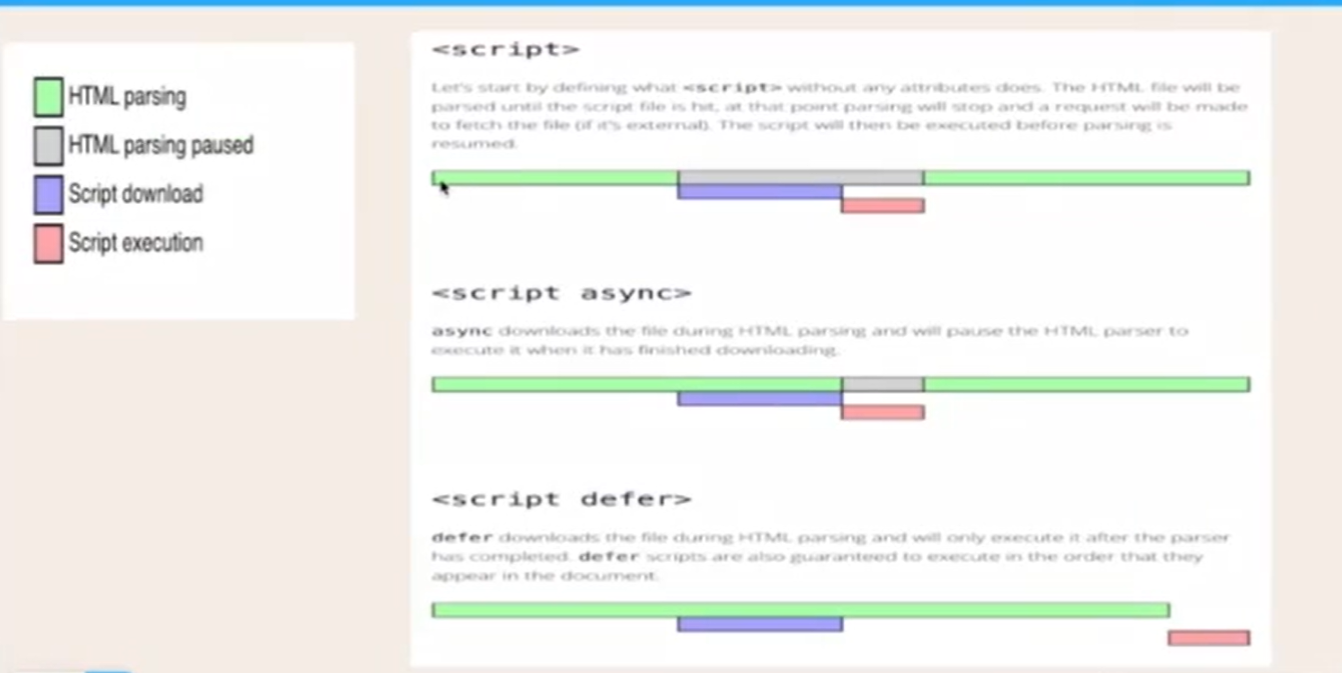 HTML parsing
HTML parsing paused
Script download
Script execution
<script>
Let's start by defining what <script> without any attributes does. The HTML file will be
parsed until the script file is hit, at that point parsing will stop and a request will be made
to fetch the file (if it's external). The script will then be executed before parsing is
resumed.
<script async>
async downloads the file during HTML parsing and will pause the HTML parser to
execute it when it has finished downloading.
<script defer>
defer downloads the file during HTML parsing and will only execute it after the parser
has completed. defer scripts are also guaranteed to execute in the order that they
appear in the document.